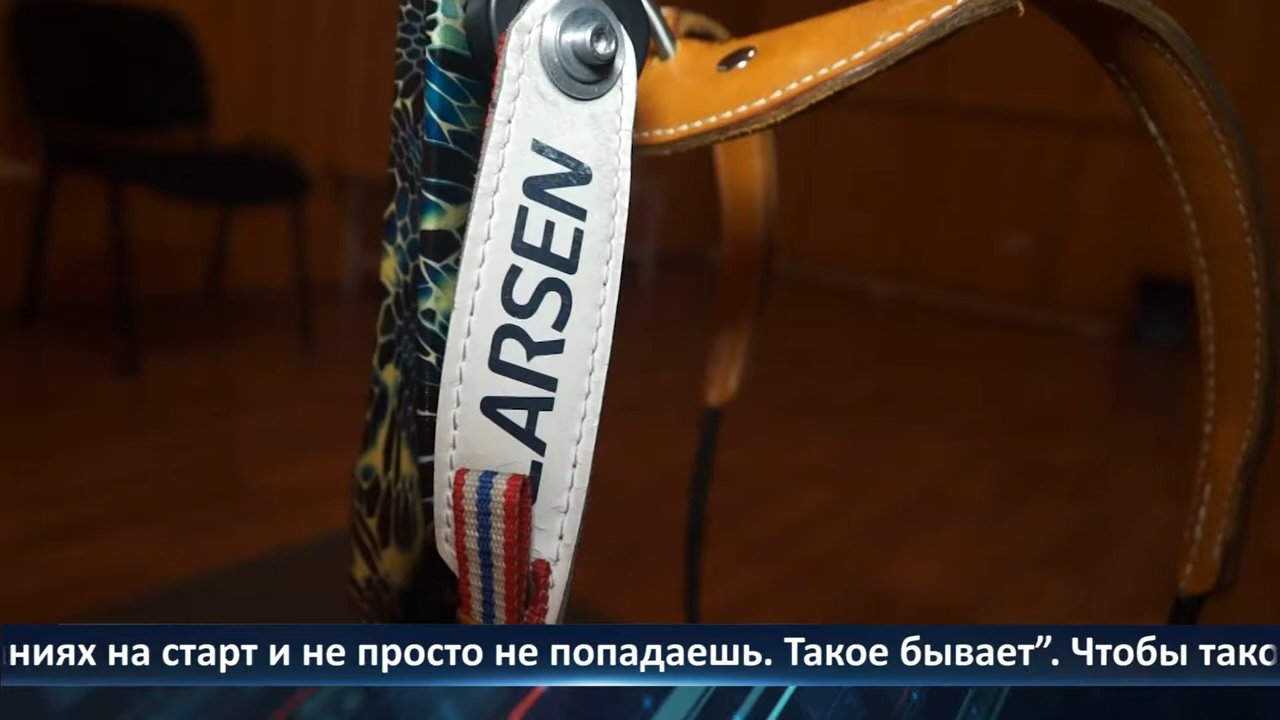 LARSEN
ниях на старт и не просто не попадаешь. Такое бывает”. Чтобы тако